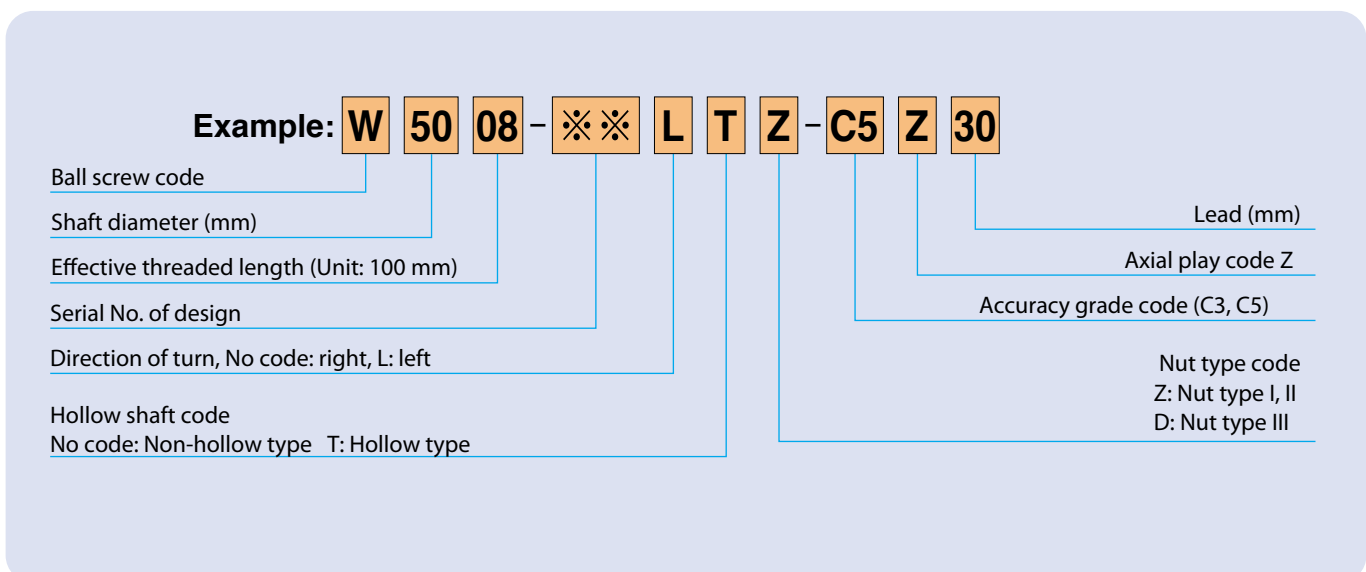 Example: W 50 08 - ※※ L T Z - C5 Z 30
Ball screw code
Shaft diameter (mm)
Effective threaded length (Unit: 100 mm)
Serial No. of design
Direction of turn, No code: right, L: left
Hollow shaft code
No code: Non-hollow type T: Hollow type
Lead (mm)
Axial play code Z
Accuracy grade code (C3, C5)
Nut type code
Z: Nut type I, II
D: Nut type III